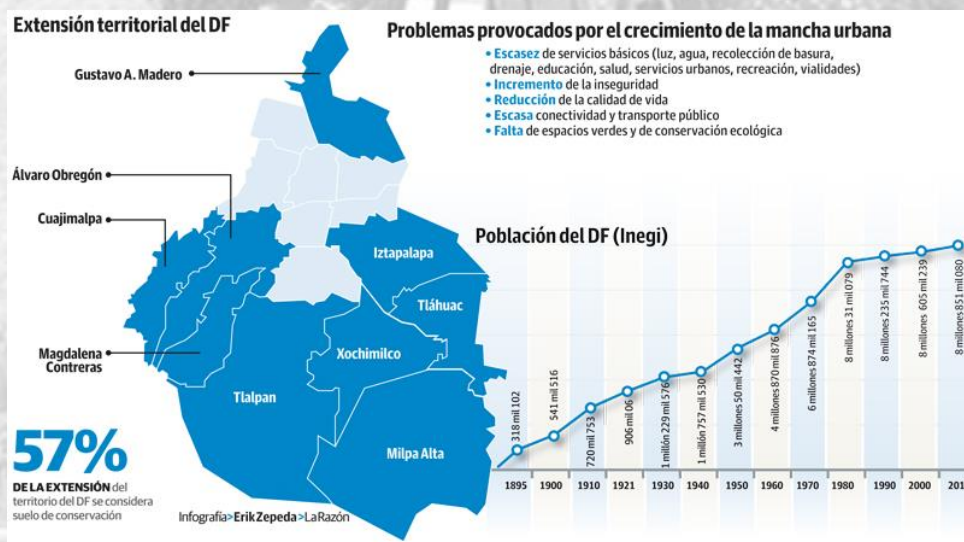 Extensión territorial del DF
Gustavo A. Madero
Álvaro Obregón
Cuajimalpa
Magdalena
Contreras
Iztapalapa
Tláhuac
Xochimilco
Tlalpan
Milpa Alta
57%
DE LA EXTENSIÓN del
territorio del DF se considera
suelo de conservación
Infografía>Erik Zepeda>La Razón
Problemas provocados por el crecimiento de la mancha urbana
• Escasez de servicios básicos (luz, agua, recolección de basura,
drenaje, educación, salud, servicios urbanos, recreación, vialidades)
• Incremento de la inseguridad
• Reducción de la calidad de vida
• Escasa conectividad y transporte público
• Falta de espacios verdes y de conservación ecológica
Población del DF (Inegi)
318 mil 102
541 mil 516
720 mil 753
906 mil 06
1 millón 229 mil 576
1 millón 757 mil 530
3 millones 50 mil 442
4 millones 870 mil 876
6 millones 874 mil 165
8 millones 31 mil 079
8 millones 235 mil 744
8 millones 605 mil 239
8 millones 851 mil 080
1895 1900 1910 1921 1930 1940 1950 1960 1970 1980 1990 2000 201